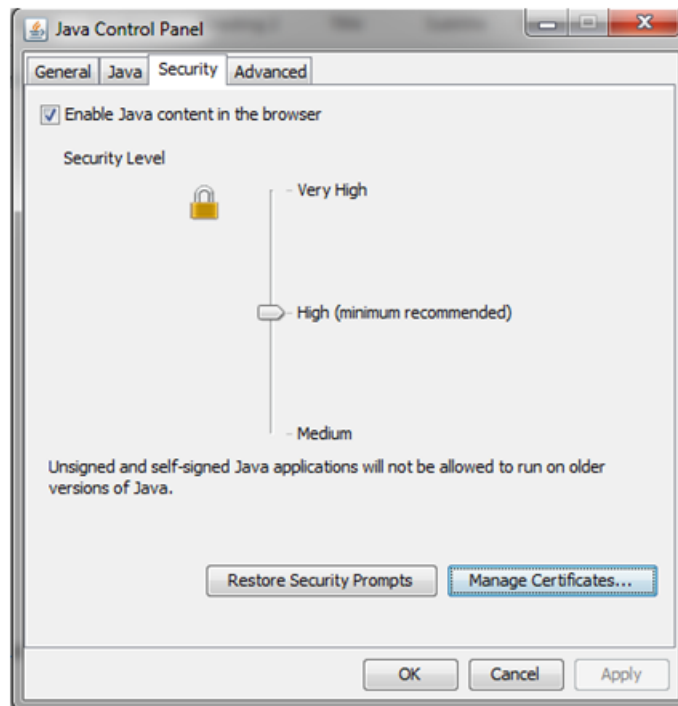 Java Control Panel
General Java Security Advanced
Enable Java content in the browser
Security Level
Very High
High (minimum recommended)
Medium
Unsigned and self-signed Java applications will not be allowed to run on older
versions of Java.
Restore Security Prompts Manage Certificates...
OK Cancel Apply